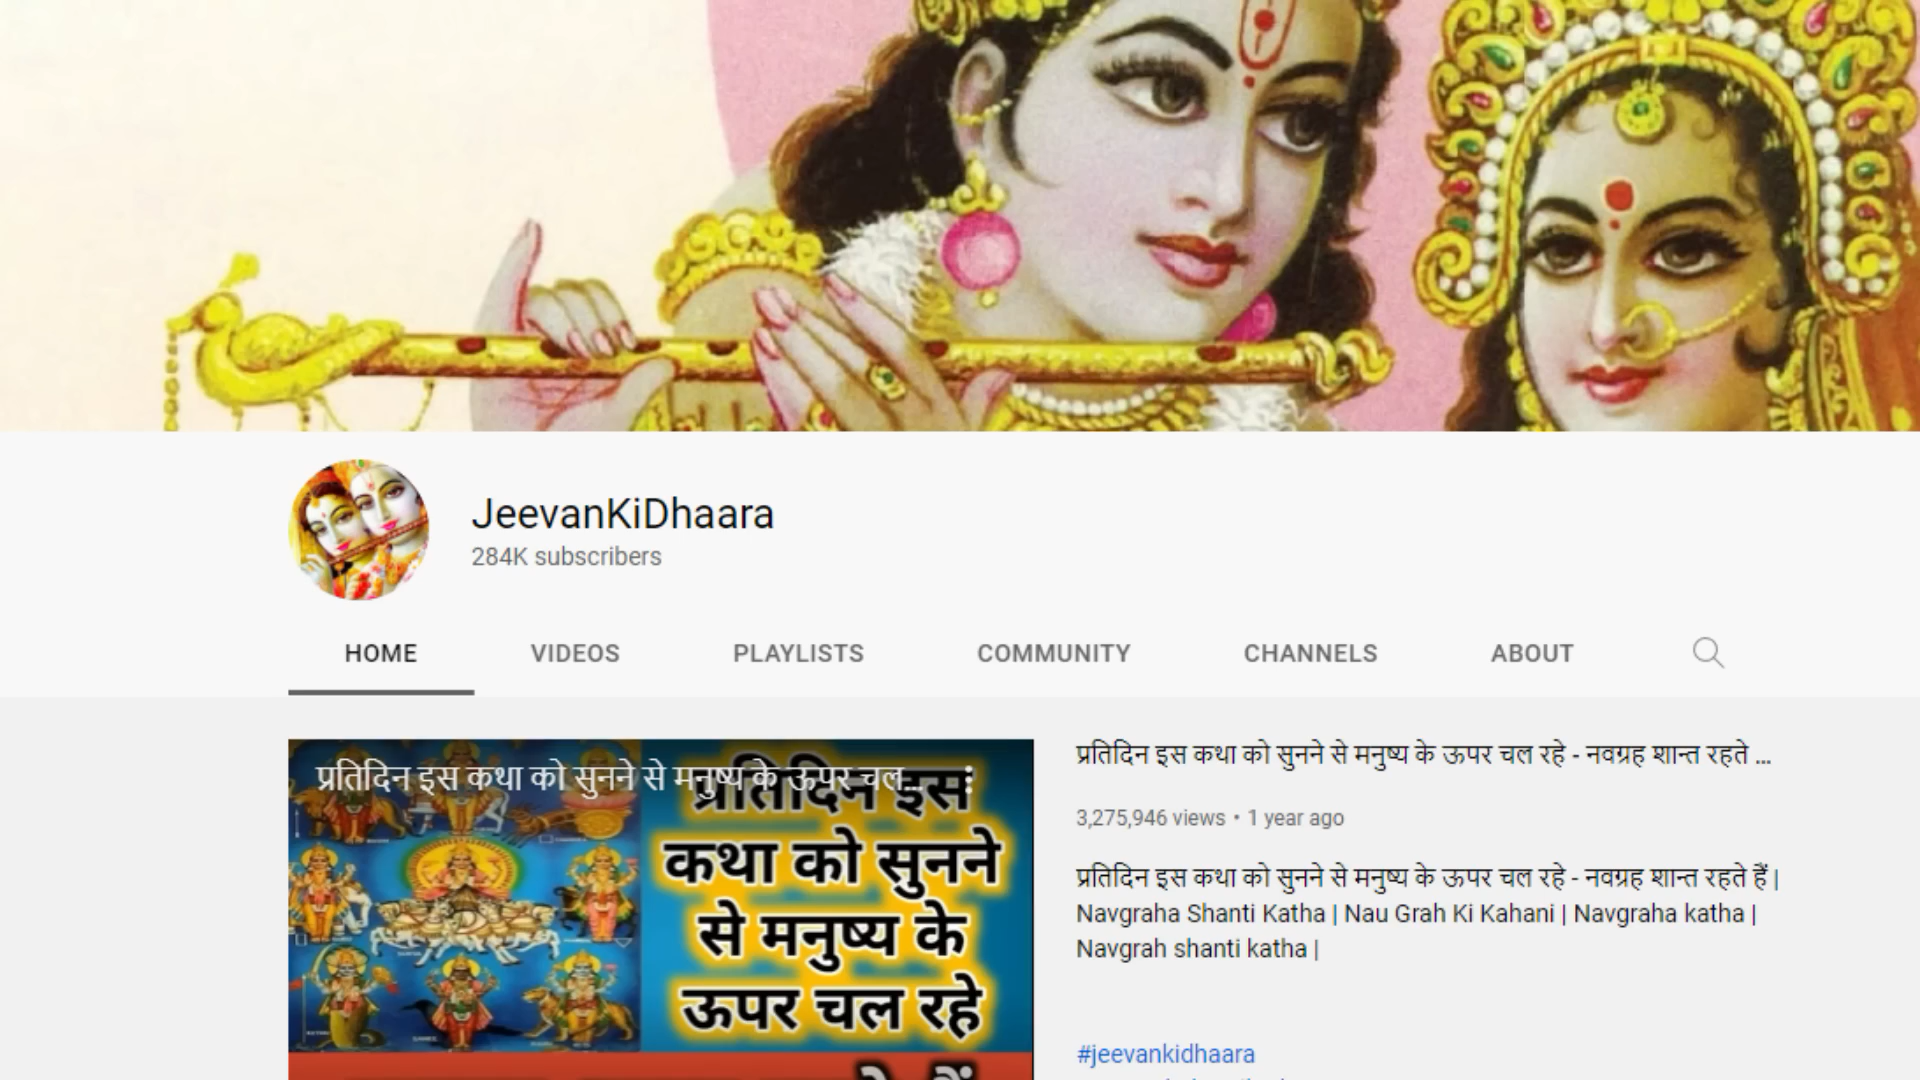 JeevanKiDhaara
284K subscribers
HOME
VIDEOS
PLAYLISTS
COMMUNITY
CHANNELS
ABOUT
प्रतिदिन इस कथा को सुनने से मनुष्य के ऊपर चल...
प्रतिदिन इस
कथा को सुनने
से मनुष्य के
ऊपर चल रहे
प्रतिदिन इस कथा को सुनने से मनुष्य के ऊपर चल रहे - नवग्रह शान्त रहते ...
3,275,946 views • 1 year ago
प्रतिदिन इस कथा को सुनने से मनुष्य के ऊपर चल रहे - नवग्रह शान्त रहते हैं |
Navgraha Shanti Katha | Nau Grah Ki Kahani | Navgraha katha |
Navgrah shanti katha |
#jeevankidhaara